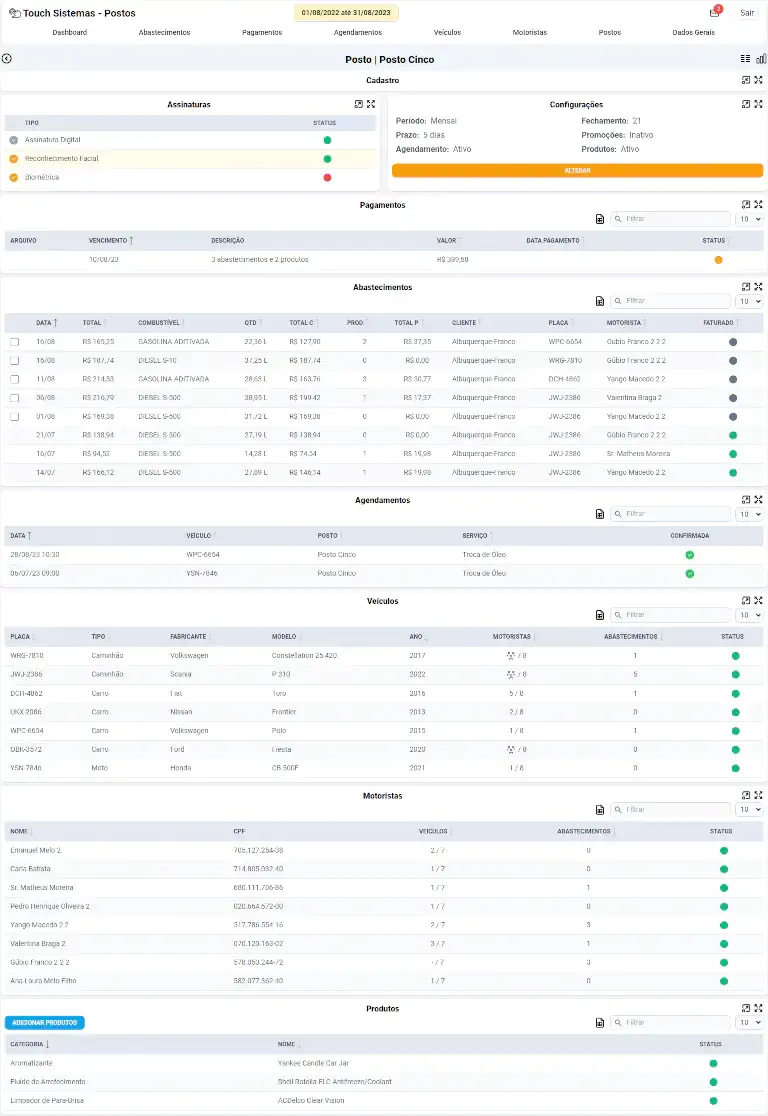 Touch Sistemas - Postos
01/08/2022 até 31/08/2023
2
Sair
Dashboard Abastecimentos Pagamentos Agendamentos Veículos Motoristas Postos Dados Gerais
Posto | Posto Cinco
Cadastro
Assinaturas
TIPO STATUS
Assinatura Digital
Reconhecimento Facial
Biométrica
Configurações
Período: Mensal Fechamento: 21
Prazo: 5 dias Promoções: Inativo
Agendamento: Ativo Produtos: Ativo
ALTERAR
Pagamentos
Filtrar 10
ARQUIVO VENCIMENTO DESCRIÇÃO VALOR DATA PAGAMENTO STATUS
10/08/23 3 abastecimentos e 2 produtos R$ 399,58
Abastecimentos
Filtrar 10
DATA TOTAL COMBUSTÍVEL QTD TOTAL C PROD TOTAL P CLIENTE PLACA MOTORISTA FATURADO
16/08 R$ 165,25 GASOLINA ADITIVADA 22,36 L R$ 127,90 2 R$ 37,35 Albuquerque-Franco WPC-6654 Gúbio Franco 2 2 2
16/08 R$ 187,74 DIESEL S-10 37,25 L R$ 187,74 0 R$ 0,00 Albuquerque-Franco WRG-7810 Gúbio Franco 2 2 2
11/08 R$ 214,53 GASOLINA ADITIVADA 28,63 L R$ 163,76 3 R$ 50,77 Albuquerque-Franco DCH-4862 Yango Macedo 2 2
06/08 R$ 216,79 DIESEL S-500 38,95 L R$ 199,42 1 R$ 17,37 Albuquerque-Franco JWJ-2386 Valentina Braga 2
01/08 R$ 169,38 DIESEL S-500 31,72 L R$ 169,38 0 R$ 0,00 Albuquerque-Franco JWJ-2386 Yango Macedo 2 2
21/07 R$ 138,94 DIESEL S-500 27,19 L R$ 138,94 0 R$ 0,00 Albuquerque-Franco JWJ-2386 Gúbio Franco 2 2 2
16/07 R$ 94,52 DIESEL S-500 14,28 L R$ 74,54 1 R$ 19,98 Albuquerque-Franco JWJ-2386 Sr. Matheus Moreira
14/07 R$ 166,12 DIESEL S-500 27,89 L R$ 146,14 1 R$ 19,98 Albuquerque-Franco JWJ-2386 Yango Macedo 2 2
Agendamentos
Filtrar 10
DATA VEÍCULO POSTO SERVIÇO CONFIRMADA
28/08/23 10:30 WPC-6654 Posto Cinco Troca de Óleo
06/07/23 09:00 YSN-7846 Posto Cinco Troca de Óleo
Veículos
Filtrar 10
PLACA TIPO FABRICANTE MODELO ANO MOTORISTAS ABASTECIMENTOS STATUS
WRG-7810 Caminhão Volkswagen Constellation 25.420 2017 / 8 1
JWJ-2386 Caminhão Scania P 310 2022 / 8 5
DCH-4862 Carro Fiat Toro 2016 5 / 8 1
UKX-2086 Carro Nissan Frontier 2013 2 / 8 0
WPC-6654 Carro Volkswagen Polo 2015 1 / 8 1
OBK-3572 Carro Ford Fiesta 2020 / 8 0
YSN-7846 Moto Honda CB 500F 2021 1 / 8 0
Motoristas
Filtrar 10
NOME CPF VEÍCULOS ABASTECIMENTOS STATUS
Emanuel Melo 2 705.127.254-38 2 / 7 0
Carla Batista 714.805.032-40 1 / 7 0
Sr. Matheus Moreira 680.111.706-86 1 / 7 1
Pedro Henrique Oliveira 2 020.664.672-00 1 / 7 0
Yango Macedo 2 2 517.786.554-16 2 / 7 3
Valentina Braga 2 070.120.163-02 3 / 7 1
Gúbio Franco 2 2 2 578.050.244-72 - / 7 3
Ana Laura Melo Filho 582.077.362-40 1 / 7 0
Produtos
ADICIONAR PRODUTOS
Filtrar 10
CATEGORIA NOME STATUS
Aromatizante Yankee Candle Car Jar
Fluido de Arrefecimento Shell Rotella ELC Antifreeze/Coolant
Limpador de Para-Brisa ACDelco Clear Vision